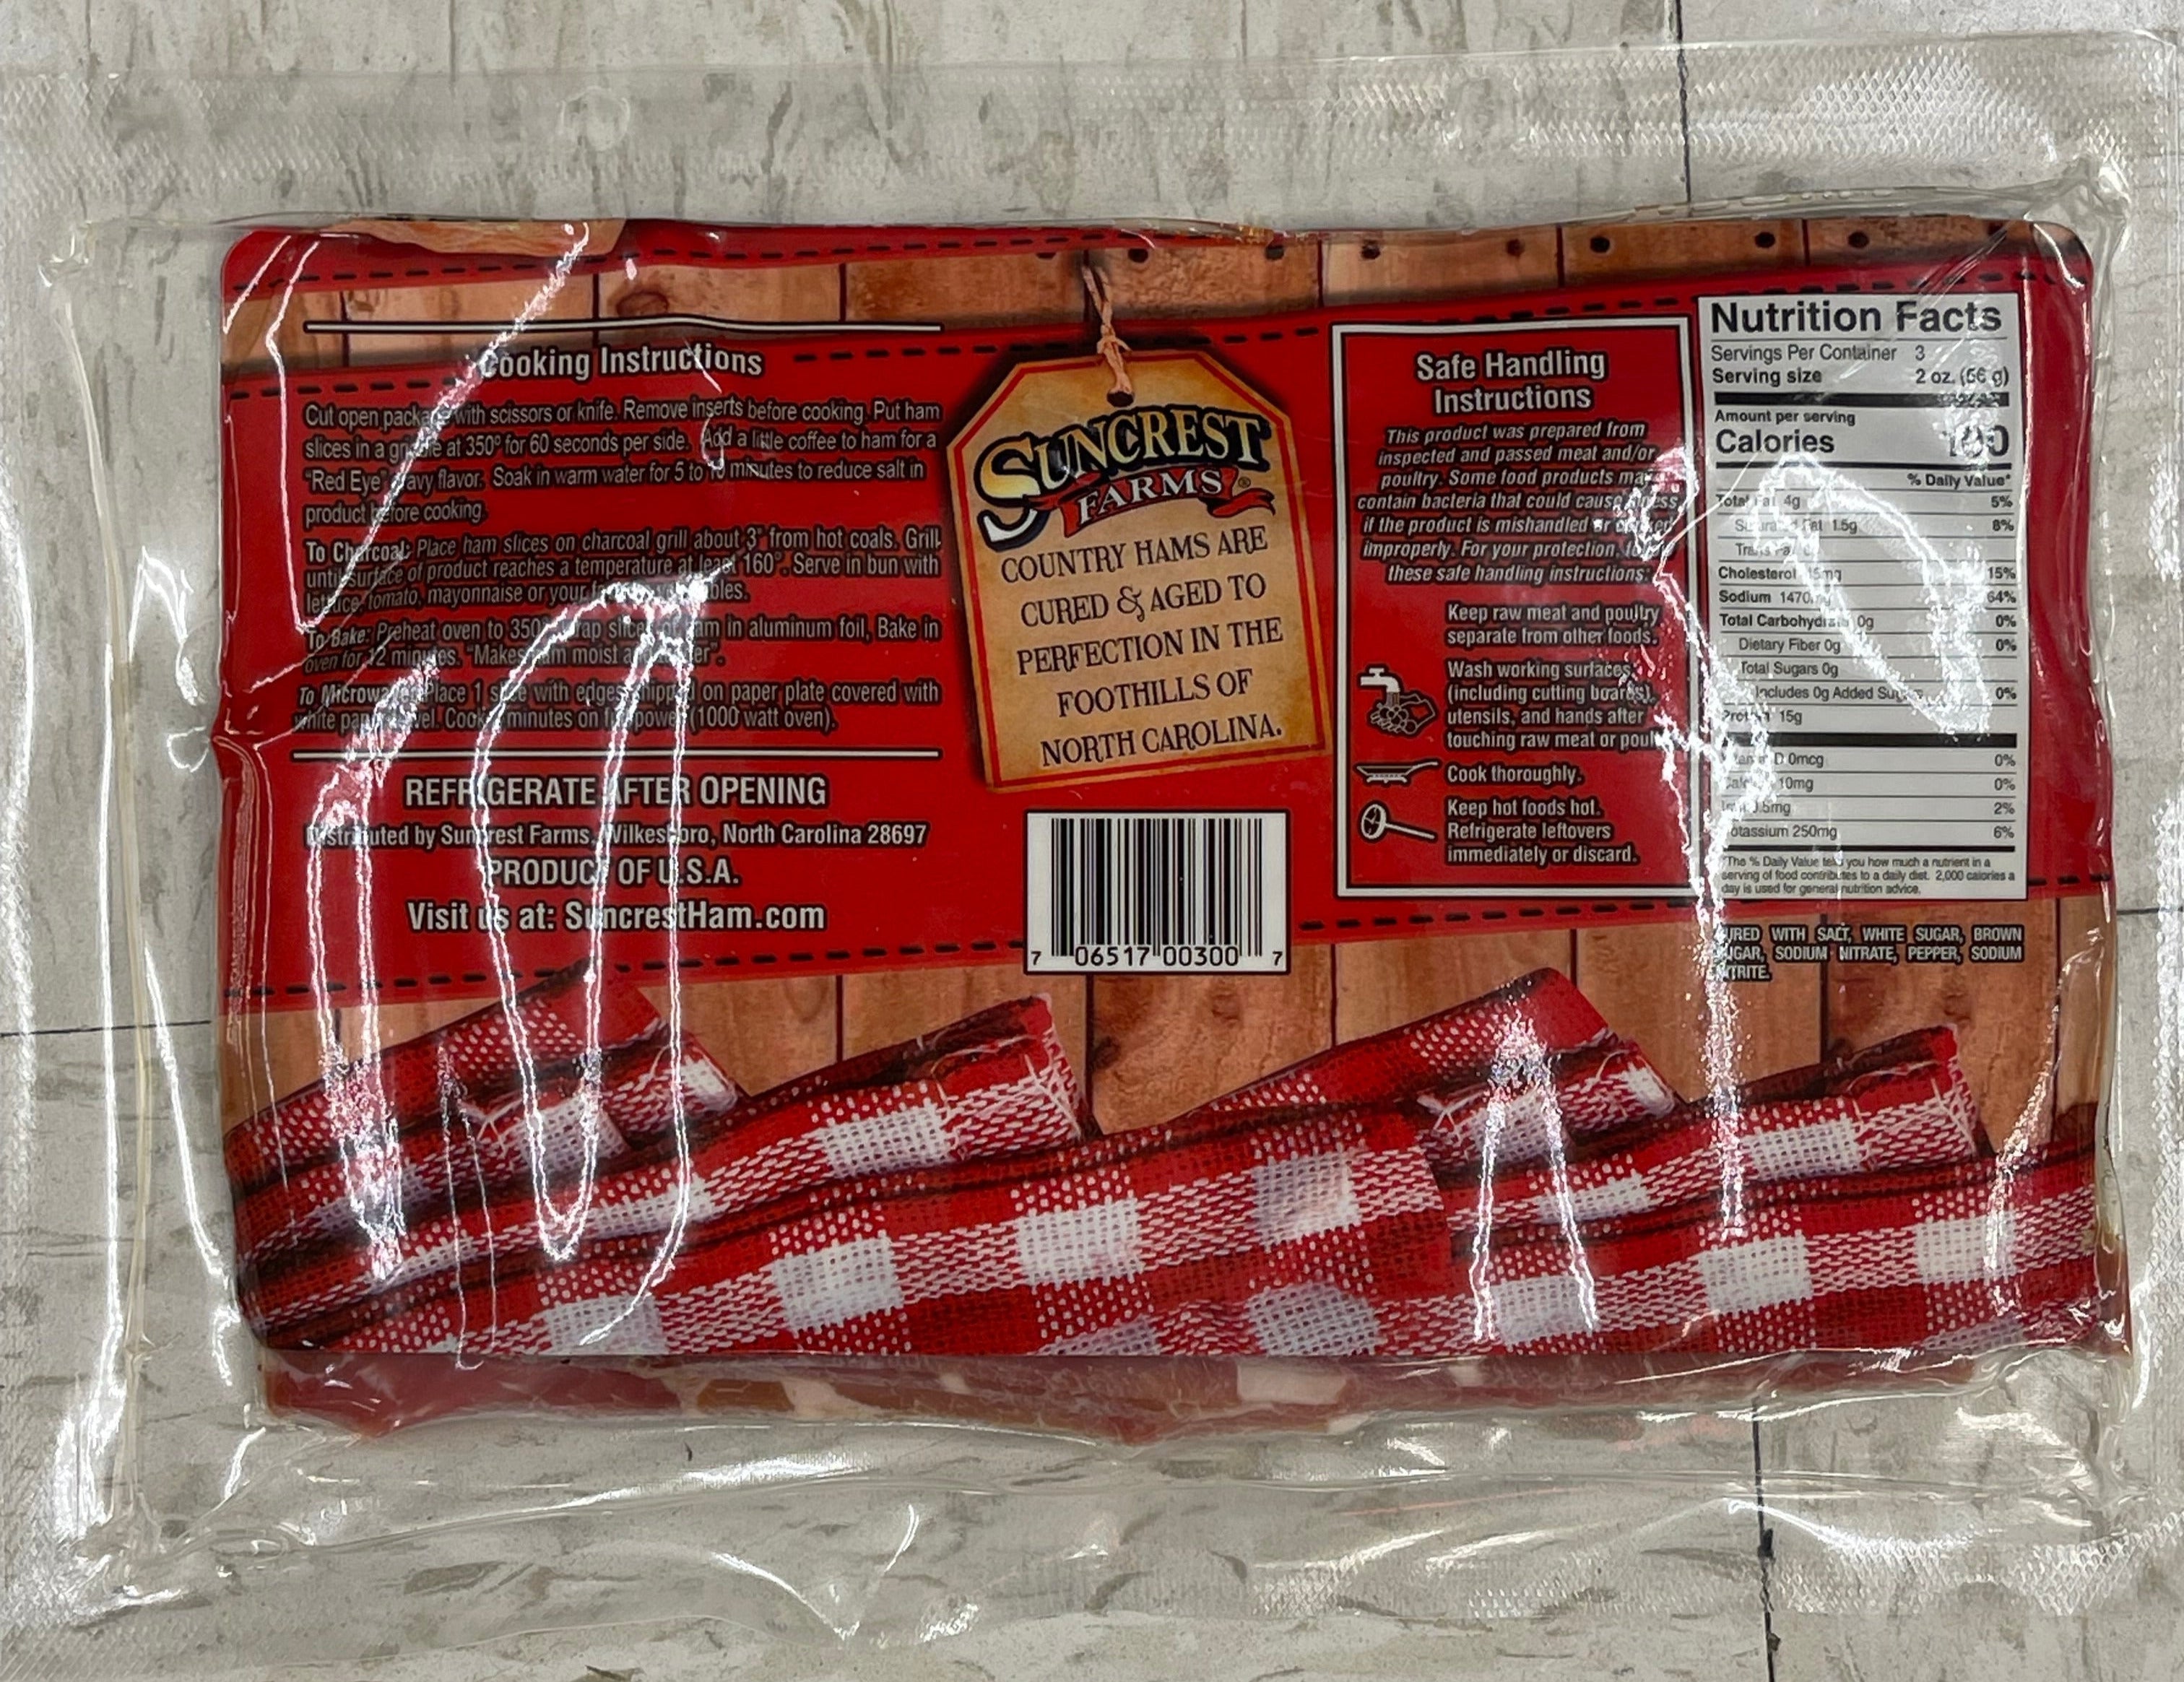 Cooking Instructions
Cut open package with scissors or knife. Remove inserts before cooking. Put ham
slices in a griddle at 350° for 60 seconds per side. Add a little coffee to ham for a
"Red Eye" gravy flavor. Soak in warm water for 5 to 10 minutes to reduce salt in
product before cooking.
To Charcoal: Place ham slices on charcoal grill about 3" from hot coals. Grill
until surface of product reaches a temperature at least 160°. Serve in bun with
lettuce, tomato, mayonnaise or your
To Bake: Preheat oven to 350° Wrap slices of ham in aluminum foil, Bake in
oven for 12 minutes. "Makes ham moist and
To Microwave: Place 1 slice with edges snipped on paper plate covered with
white paper towel. Cook minutes on full power (1000 watt oven).
REFRIGERATE AFTER OPENING
Distributed by Suncrest Farms, Wilkesboro, North Carolina 28697
PRODUCT OF U.S.A.
Visit us at: SuncrestHam.com
SUNCREST
FARMS®
COUNTRY HAMS ARE
CURED & AGED TO
PERFECTION IN THE
FOOTHILLS OF
NORTH CAROLINA.
7 06517 00300 7
Safe Handling
Instructions
This product was prepared from
inspected and passed meat and/or
poultry. Some food products may
contain bacteria that could cause illness
if the product is mishandled or cooked
improperly. For your protection, follow
these safe handling instructions:
Keep raw meat and poultry
separate from other foods.
Wash working surfaces
(including cutting boards),
utensils, and hands after
touching raw meat or poultry.
Cook thoroughly.
Keep hot foods hot.
Refrigerate leftovers
immediately or discard.
Nutrition Facts
Servings Per Container 3
Serving size 2 oz. (56 g)
Amount per serving
Calories
% Daily Value*
Total Fat 4g 5%
Saturated Fat 1.5g 8%
Trans Fat
Cholesterol 15%
Sodium 1470mg 64%
Total Carbohydrate 0g 0%
Dietary Fiber 0g 0%
Total Sugars 0g
Includes 0g Added Sugars 0%
Protein 15g
Vitamin D 0mcg 0%
Calcium 10mg 0%
Iron 0.5mg 2%
Potassium 250mg 6%
*The % Daily Value tells you how much a nutrient in a
serving of food contributes to a daily diet. 2,000 calories a
day is used for general nutrition advice.
CURED WITH SALT, WHITE SUGAR, BROWN
SUGAR, SODIUM NITRATE, PEPPER, SODIUM
NITRITE.